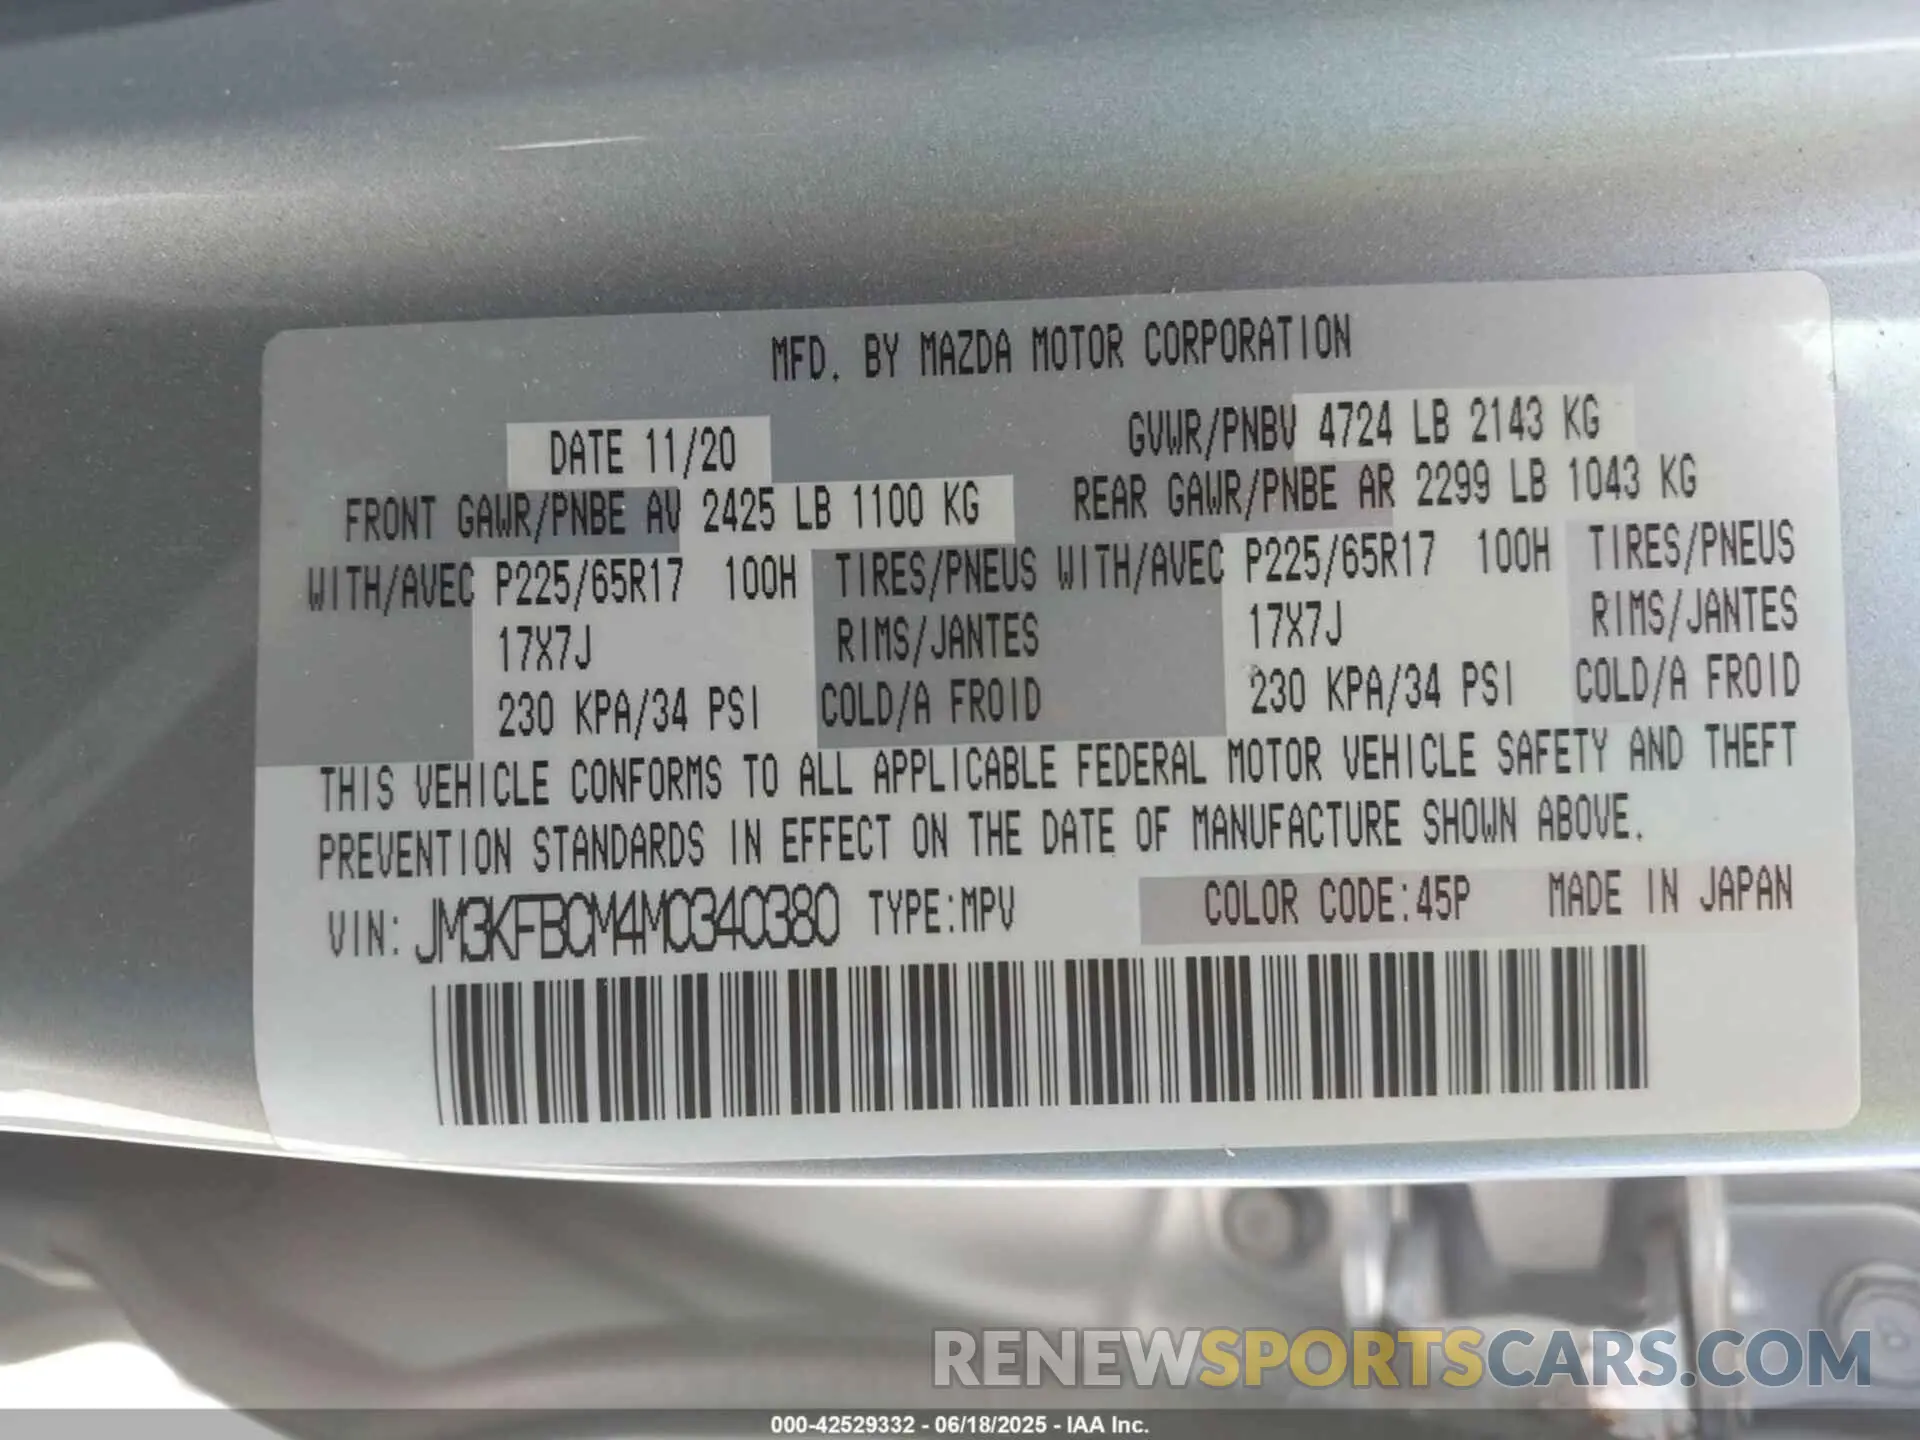 MFD. BY MAZDA MOTOR CORPORATION
DATE 11/20 GVWR/PNBV 4724 LB 2143 KG
FRONT GAWR/PNBE AV 2425 LB 1100 KG REAR GAWR/PNBE AR 2299 LB 1043 KG
WITH/AVEC P225/65R17 100H TIRES/PNEUS WITH/AVEC P225/65R17 100H TIRES/PNEUS
17X7J RIMS/JANTES 17X7J RIMS/JANTES
230 KPA/34 PSI COLD/A FROID 230 KPA/34 PSI COLD/A FROID
THIS VEHICLE CONFORMS TO ALL APPLICABLE FEDERAL MOTOR VEHICLE SAFETY AND THEFT
PREVENTION STANDARDS IN EFFECT ON THE DATE OF MANUFACTURE SHOWN ABOVE.
VIN: JM3KFBCM4M0340380 TYPE:MPV COLOR CODE:45P MADE IN JAPAN
RENEWSPORTSCARS.COM
000-42529332 - 06/18/2025 - IAA Inc.